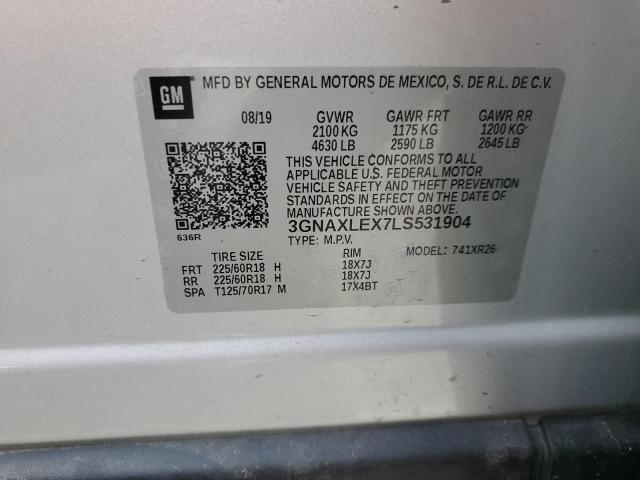 GM
MFD BY GENERAL MOTORS DE MEXICO, S. DE R.L. DE C.V.
08/19 GVWR GAWR FRT GAWR RR
2100 KG 1175 KG 1200 KG
4630 LB 2590 LB 2645 LB
THIS VEHICLE CONFORMS TO ALL
APPLICABLE U.S. FEDERAL MOTOR
VEHICLE SAFETY AND THEFT PREVENTION
STANDARDS IN EFFECT ON THE DATE OF
MANUFACTURE SHOWN ABOVE.
3GNAXLEX7LS531904
636R
TYPE: M.P.V.
TIRE SIZE RIM MODEL: 741XR26
FRT 225/60R18 H 18X7J
RR 225/60R18 H 18X7J
SPA T125/70R17 M 17X4BT